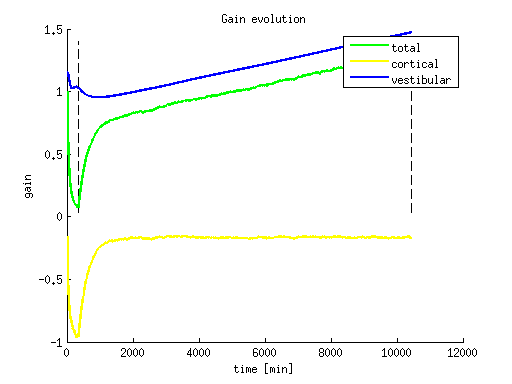 Gain evolution
1.5
1
0.5
0
-0.5
-1
gain
total
cortical
vestibular
0 2000 4000 6000 8000 10000 12000
time [min]